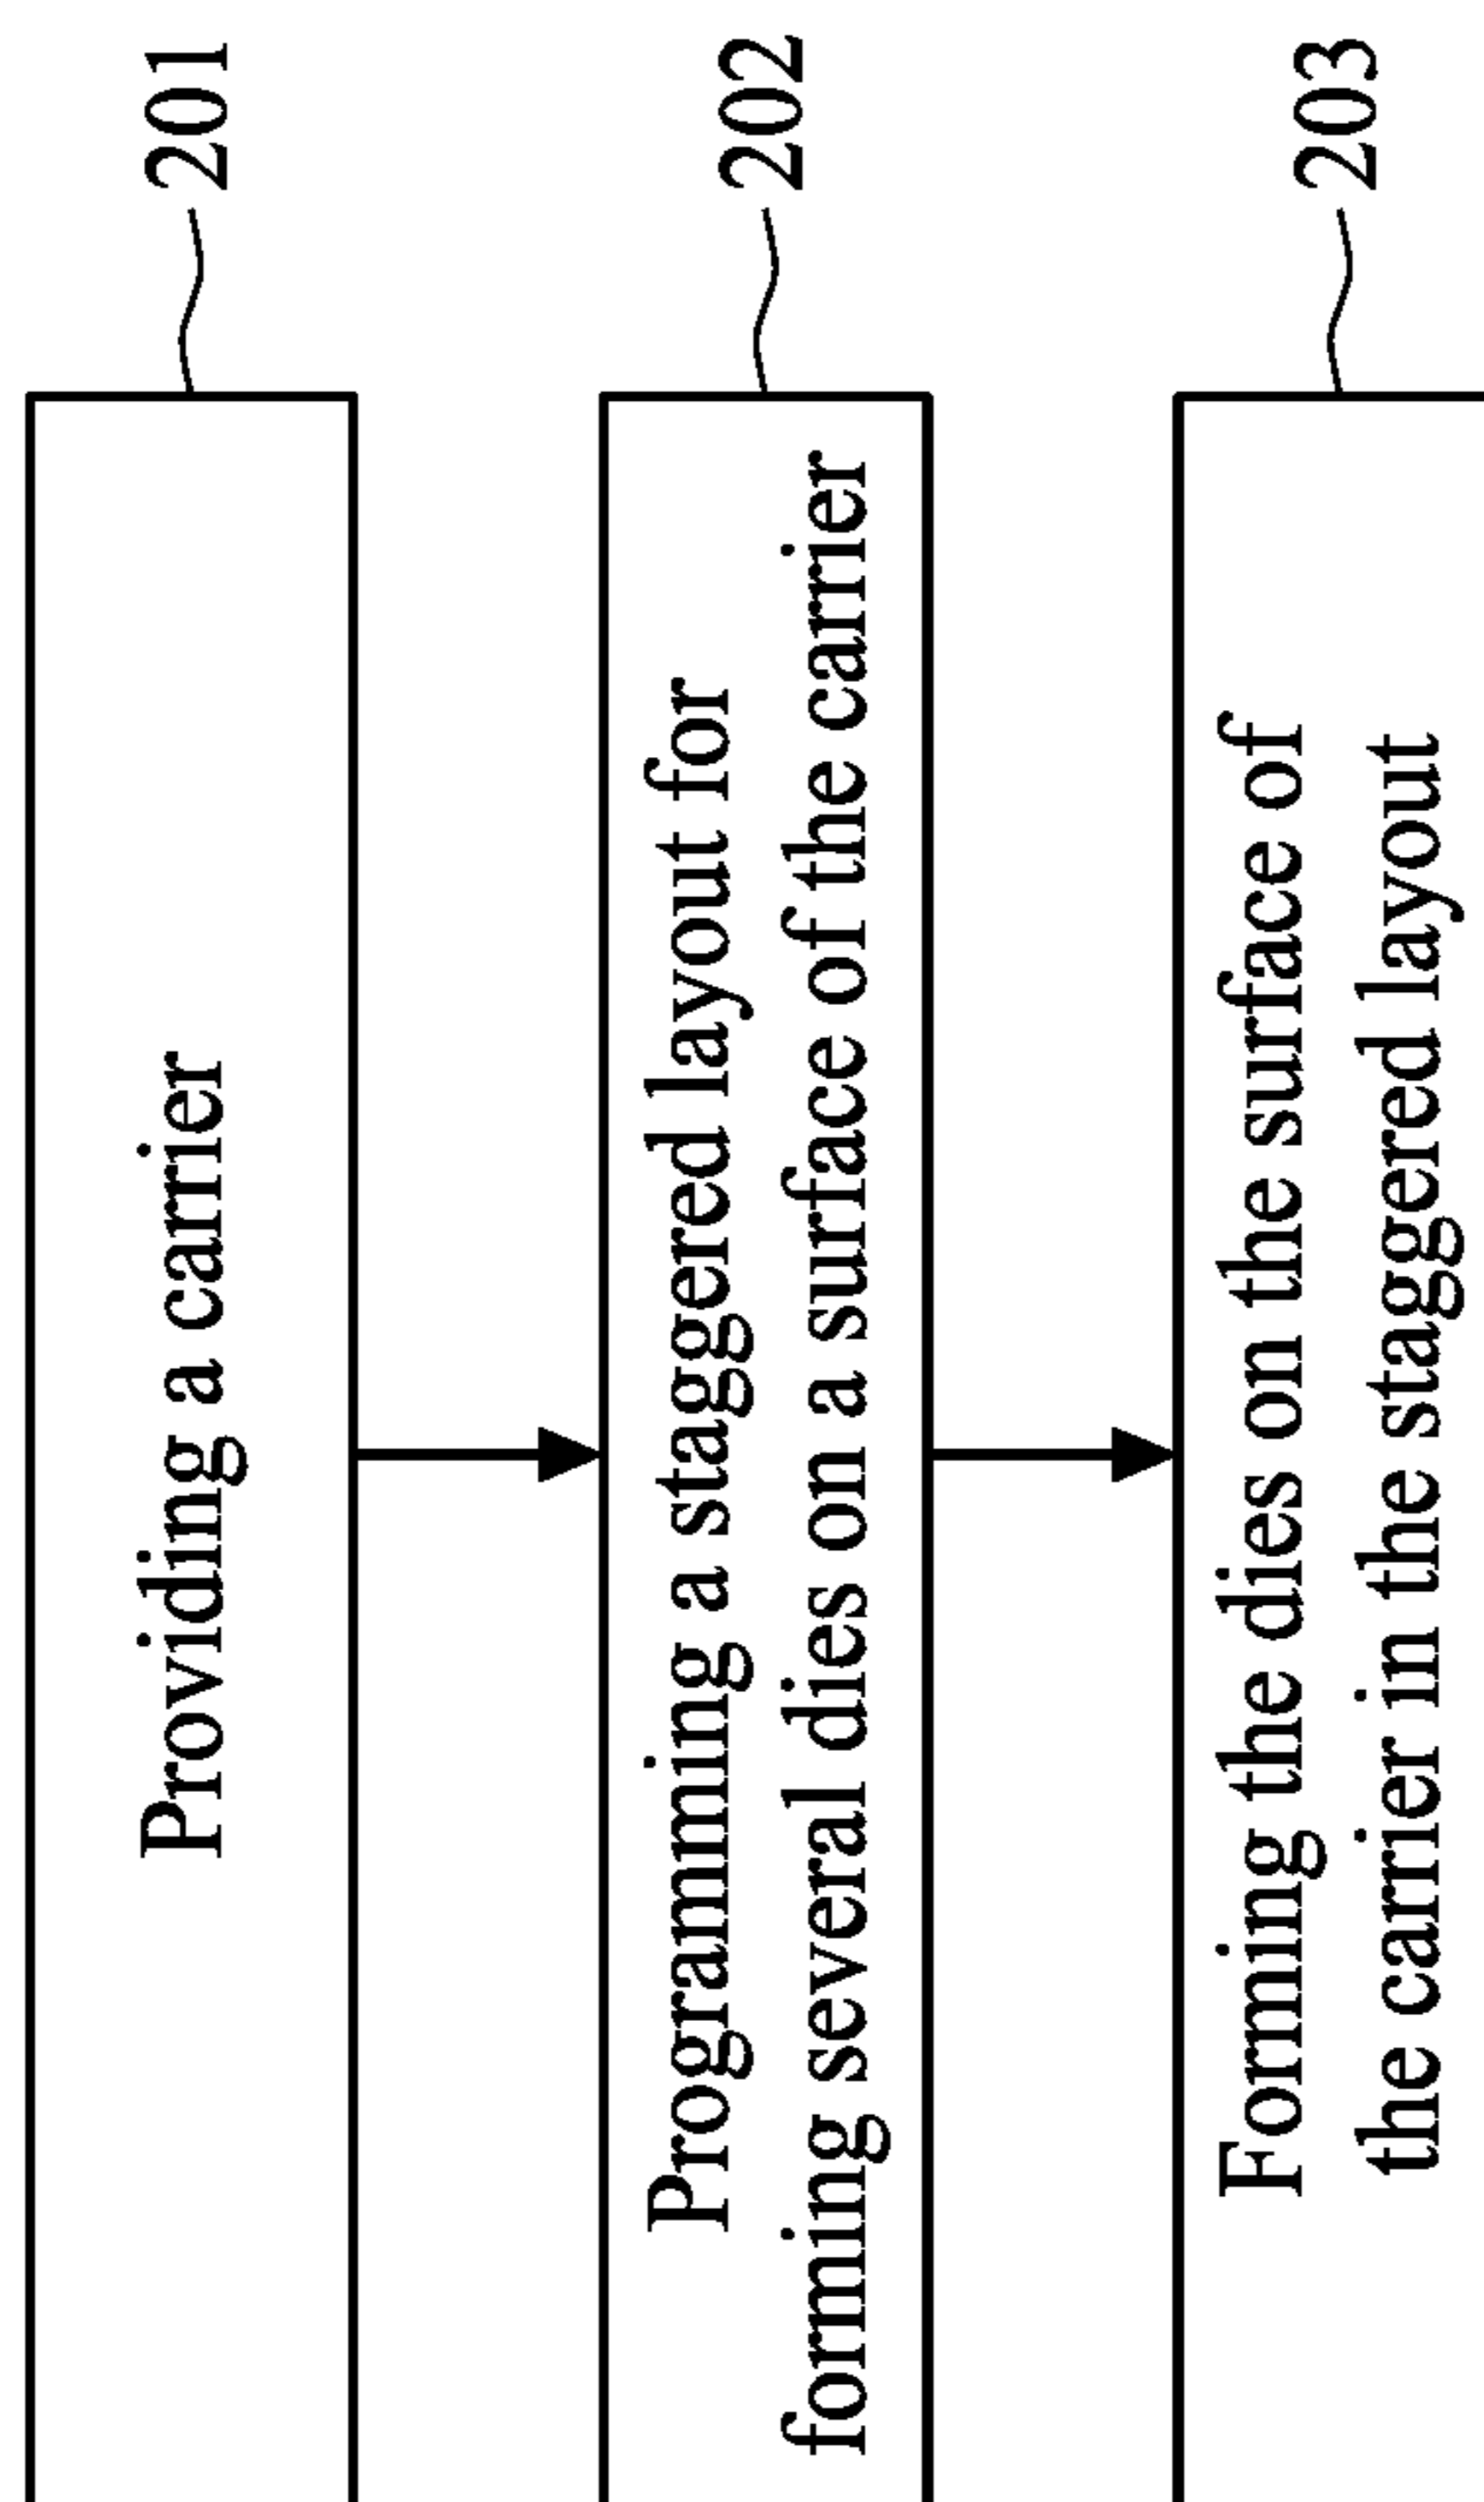 Providing a carrier
201
Programming a staggered layout for
forming several dies on a surface of the carrier
202
Forming the dies on the surface of
the carrier in the staggered layout
203